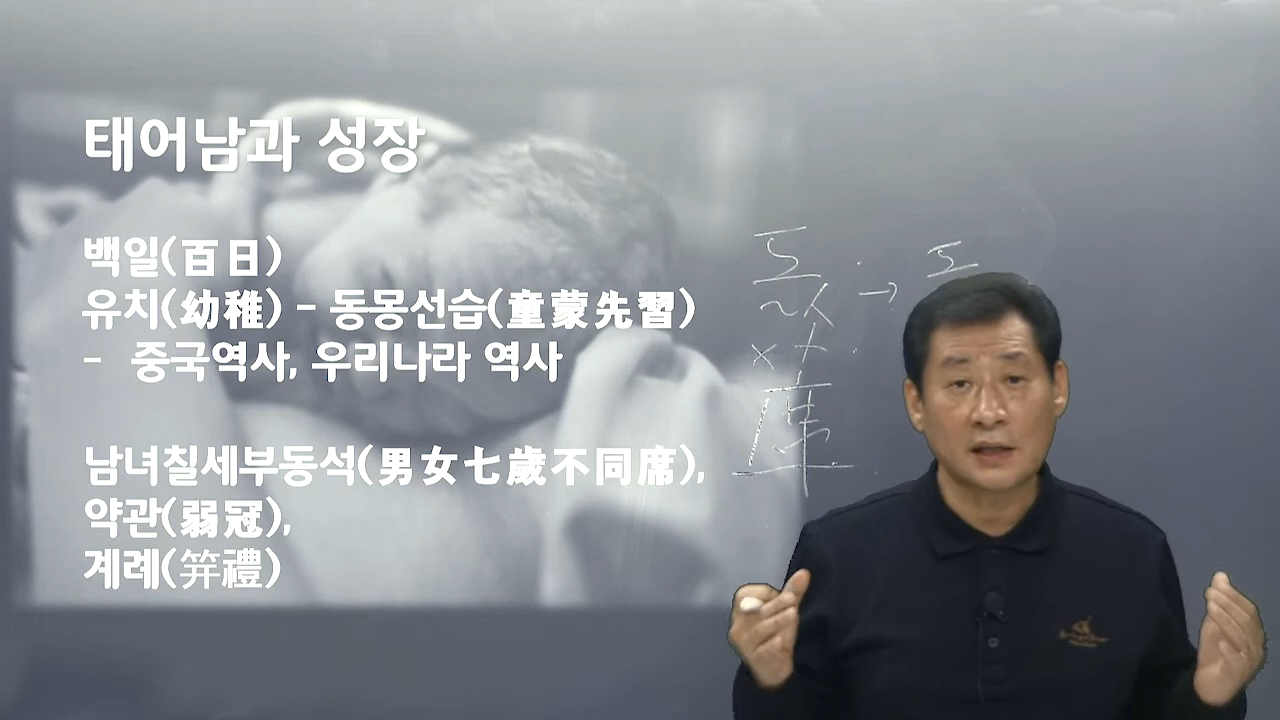 태어남과 성장
백일(百日)
유치(幼稚) - 동몽선습(童蒙先習)
- 중국역사, 우리나라 역사
남녀칠세부동석(男女七歲不同席),
약관(弱冠),
계례(笄禮)